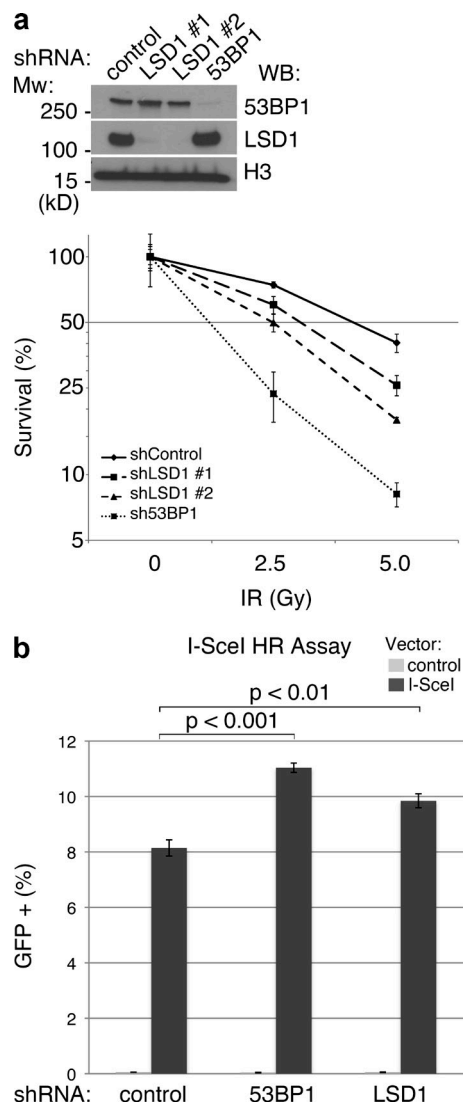 a
shRNA: control LSD1 #1 LSD1 #2 53BP1 WB:
Mw:
250 - 53BP1
100 - LSD1
15 - H3
(kD)
100
50
25
10
5
Survival (%)
shControl
shLSD1 #1
shLSD1 #2
sh53BP1
0 2.5 5.0
IR (Gy)
b
I-SceI HR Assay
Vector:
control
I-SceI
p < 0.01
p < 0.001
12
10
8
6
4
2
0
GFP + (%)
shRNA: control 53BP1 LSD1